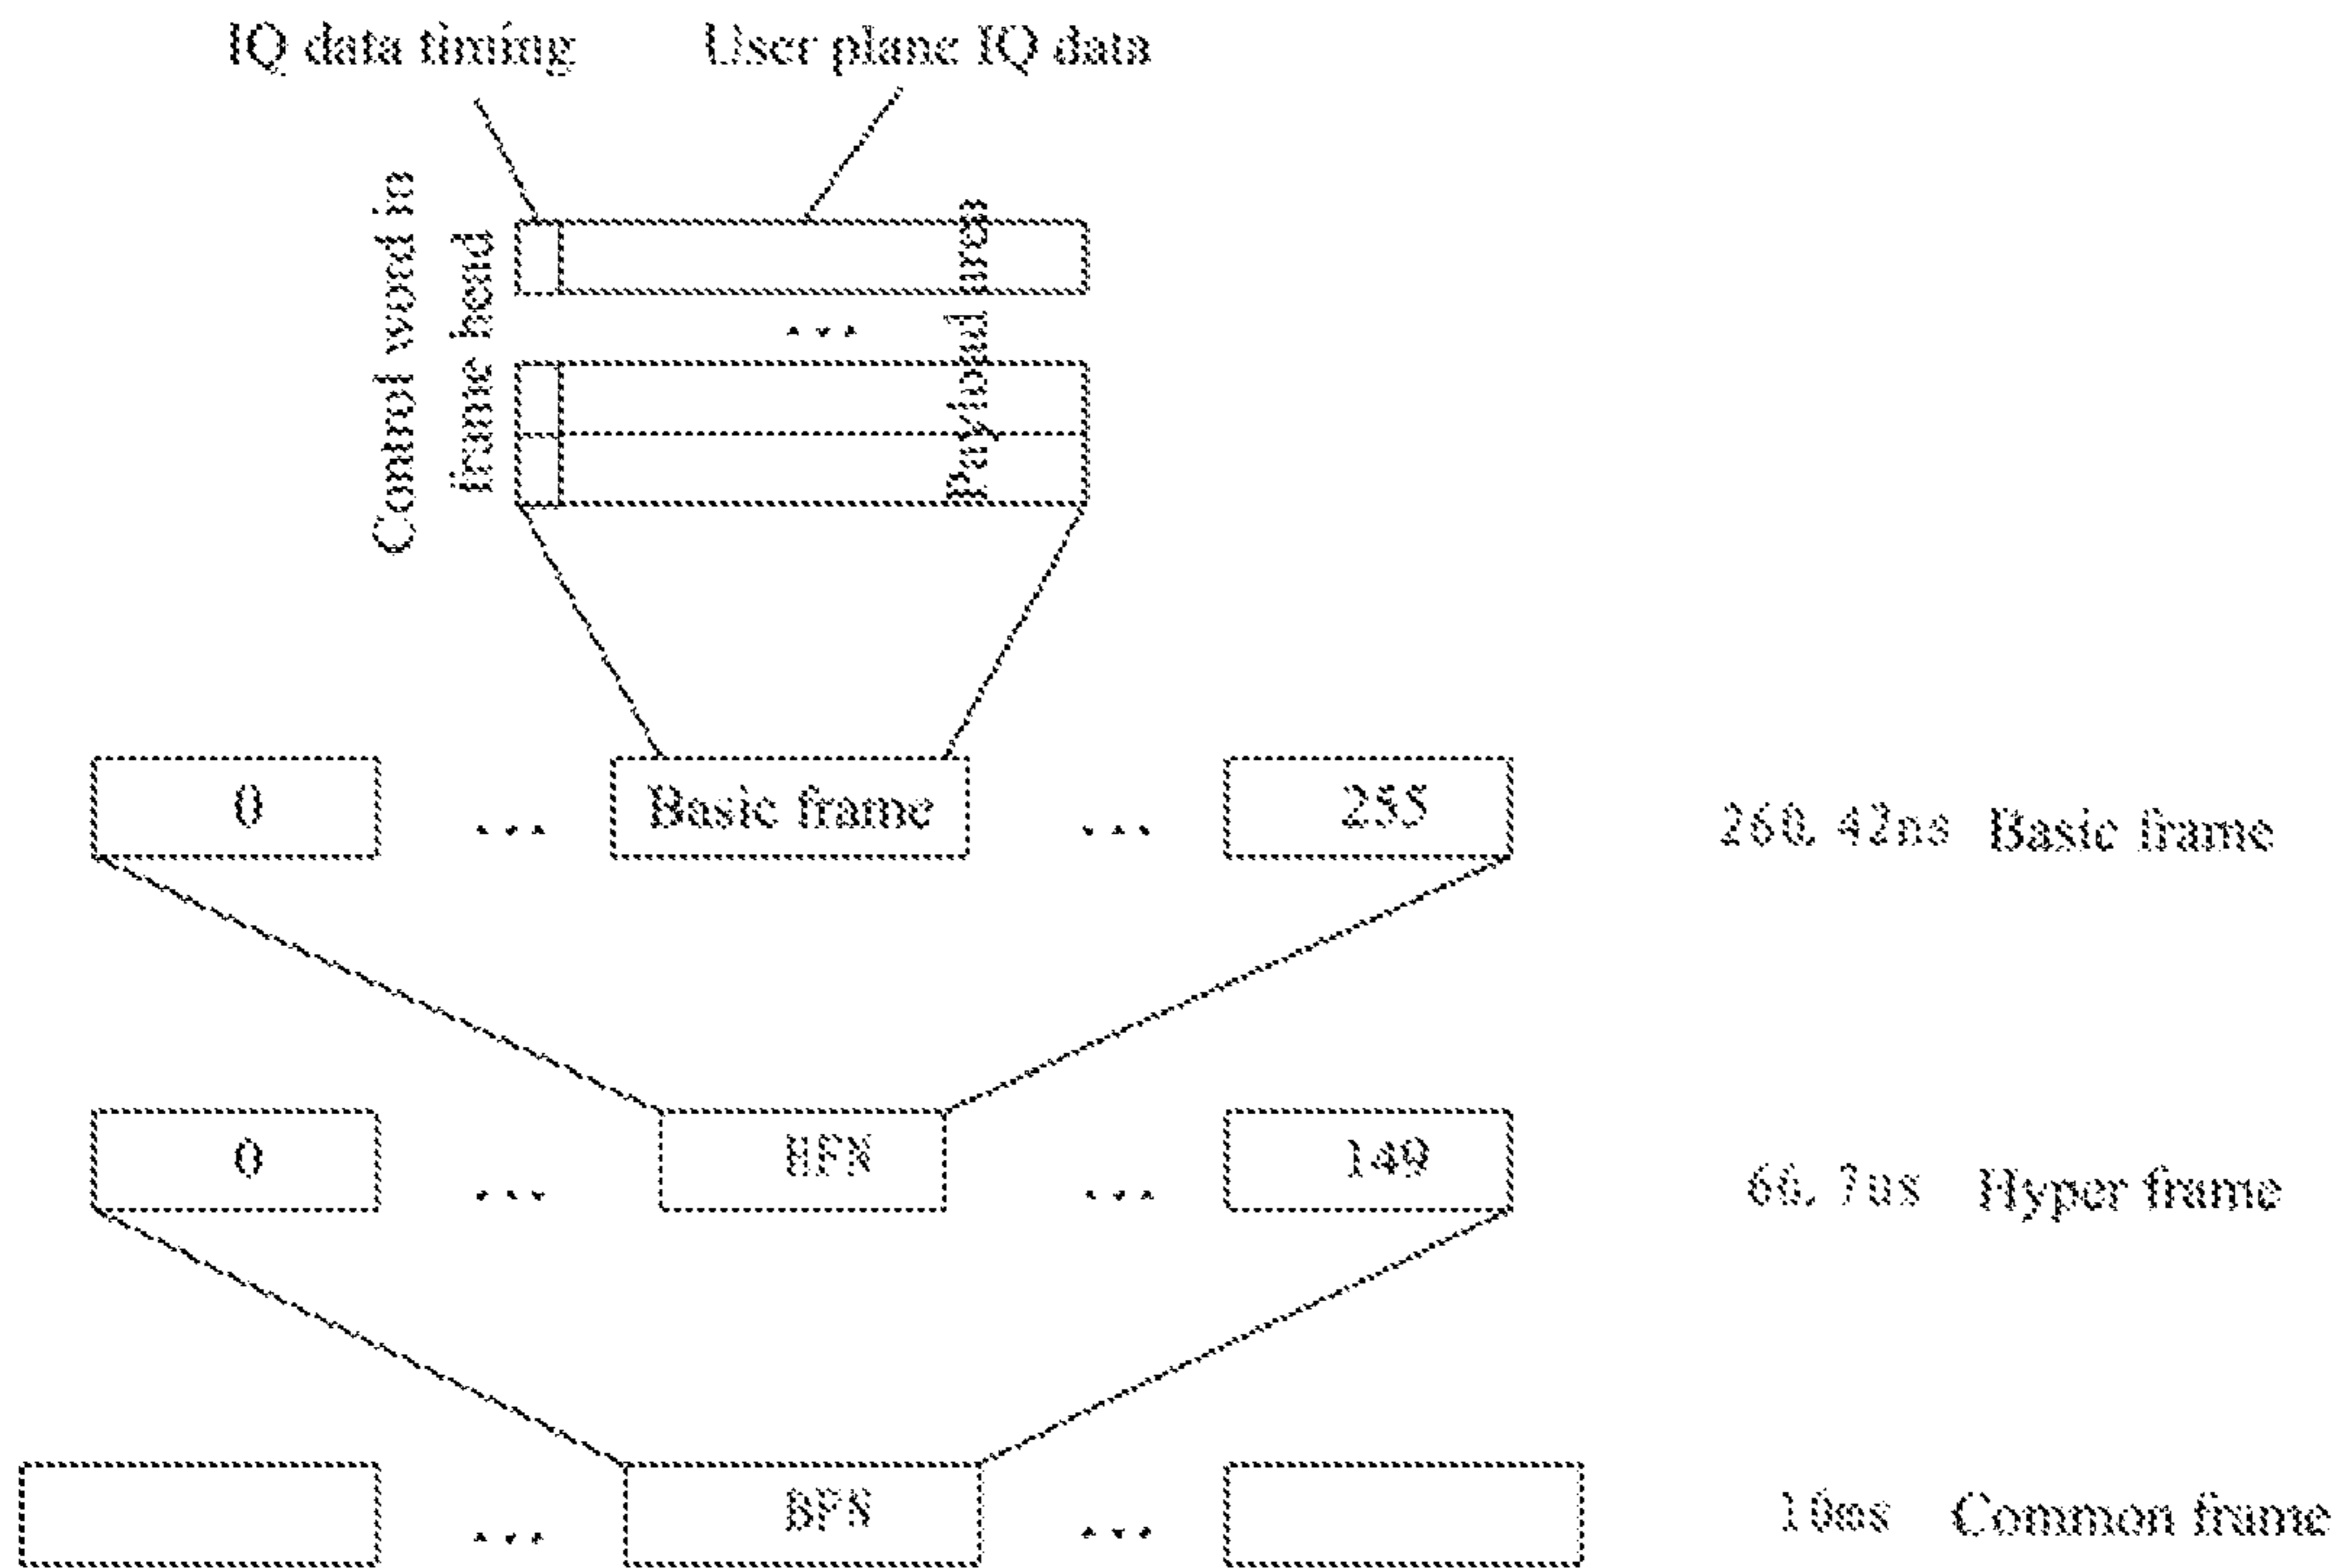 IQ data timing
User plane IQ data
Control word in
frame head
Payload area
...
0
...
Basic frame
...
255
260.42ns Basic frame
0
...
HFN
...
149
66.7us Hyper frame
...
BFN
...
10ms Common frame